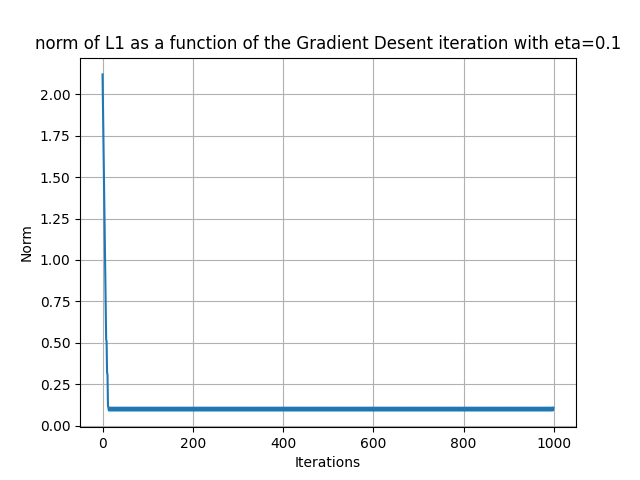 norm of L1 as a function of the Gradient Desent iteration with eta=0.1
2.00
1.75
1.50
1.25
1.00
0.75
0.50
0.25
0.00
Norm
0 200 400 600 800 1000
Iterations